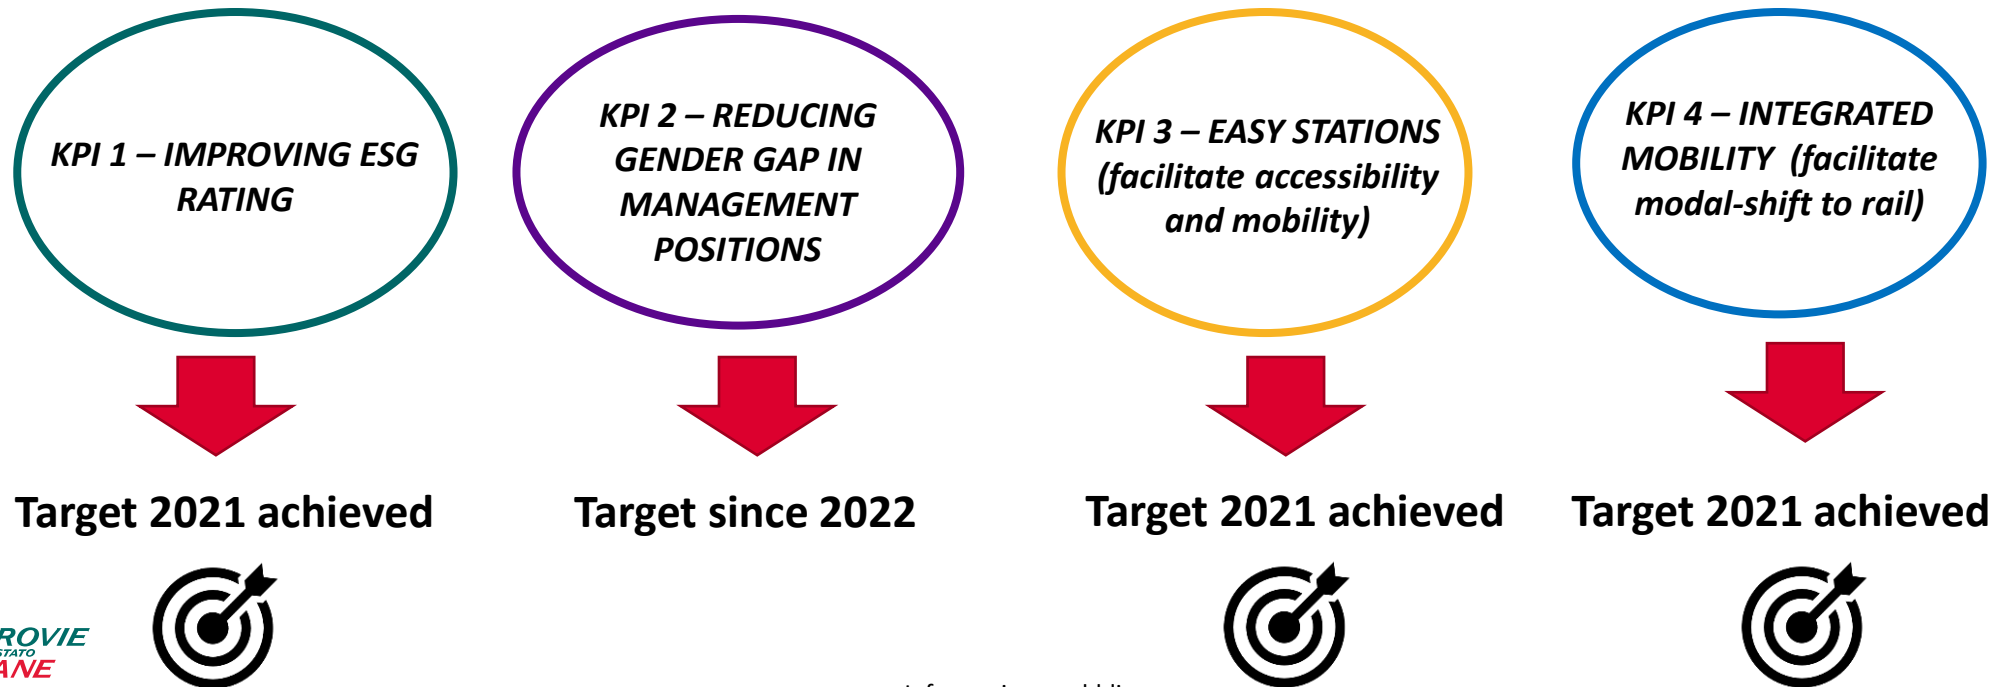 KPI 1 – IMPROVING ESG
RATING
KPI 2 – REDUCING
GENDER GAP IN
MANAGEMENT
POSITIONS
KPI 3 – EASY STATIONS
(facilitate accessibility
and mobility)
KPI 4 – INTEGRATED
MOBILITY (facilitate
modal-shift to rail)
Target 2021 achieved
Target since 2022
Target 2021 achieved
Target 2021 achieved
ROVIE
STATO
ANE